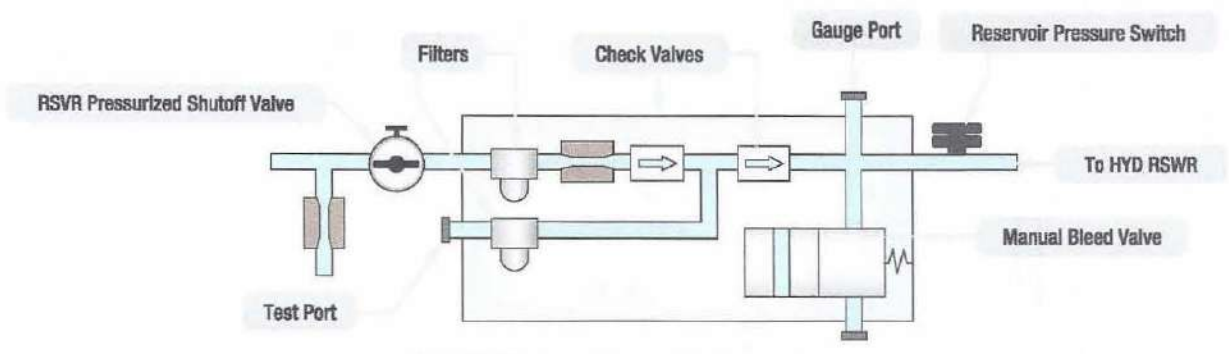 Gauge Port
Reservoir Pressure Switch
Filters
Check Valves
RSVR Pressurized Shutoff Valve
To HYD RSWR
Manual Bleed Valve
Test Port